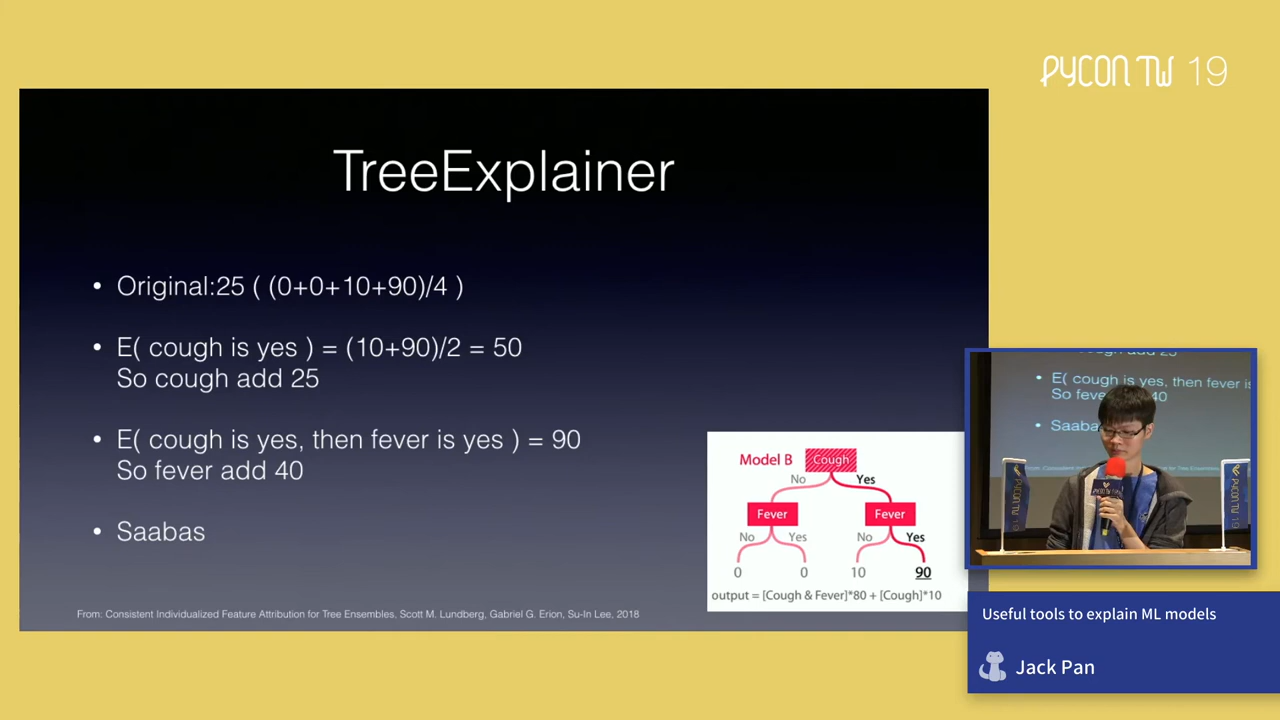 PYCON TW 19
TreeExplainer
• Original:25 ( (0+0+10+90)/4 )
• E( cough is yes ) = (10+90)/2 = 50
So cough add 25
• E( cough is yes, then fever is yes ) = 90
So fever add 40
• Saabas
Model B
Cough
No Yes
Fever Fever
No Yes No Yes
0 0 10 90
output = [Cough & Fever]*80 + [Cough]*10
From: Consistent Individualized Feature Attribution for Tree Ensembles, Scott M. Lundberg, Gabriel G. Erion, Su-In Lee, 2018
• E( cough is yes, then fever is
So feve 40
• Saabas
PYCON TW
Useful tools to explain ML models
Jack Pan